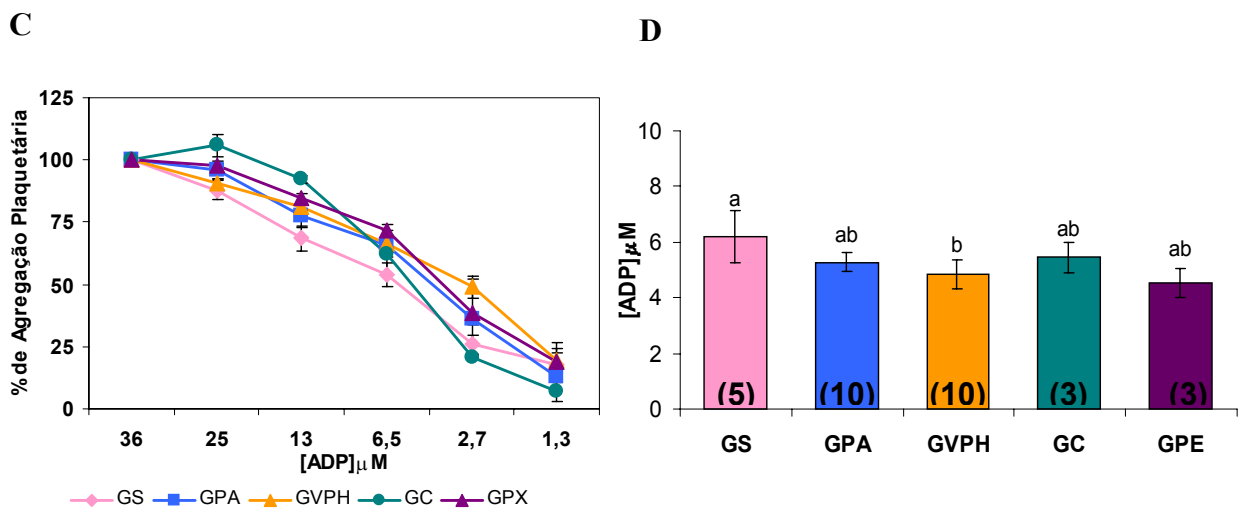 C
% de Agregação Plaquetária
125
100
75
50
25
0
36 25 13 6,5 2,7 1,3
[ADP]μM
GS GPA GVPH GC GPX
D
[ADP]μM
10
8
6
4
2
0
a ab b ab ab
(5) (10) (10) (3) (3)
GS GPA GVPH GC GPE